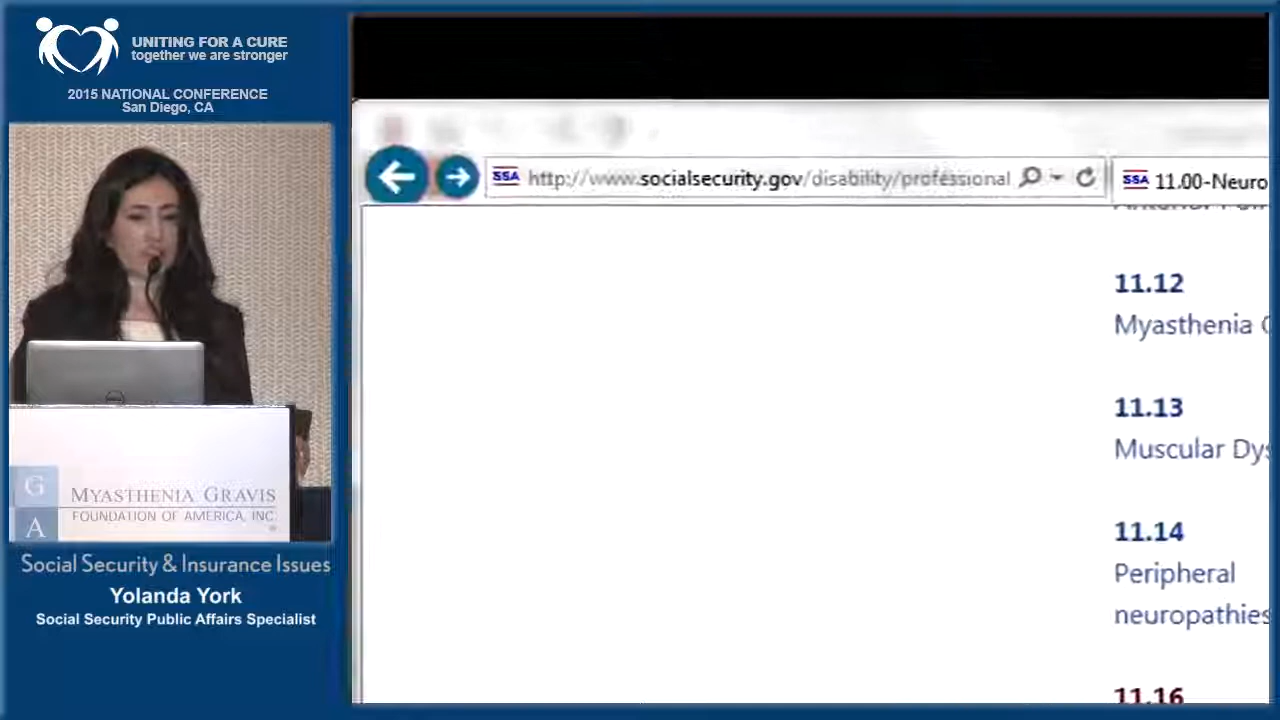 UNITING FOR A CURE
together we are stronger
2015 NATIONAL CONFERENCE
San Diego, CA
G
A
MYASTHENIA GRAVIS
FOUNDATION OF AMERICA, INC
Social Security & Insurance Issues
Yolanda York
Social Security Public Affairs Specialist
SSA http://www.socialsecurity.gov/disability/professional
SSA 11.00-Neuro
11.12
Myasthenia G
11.13
Muscular Dys
11.14
Peripheral
neuropathies
11.16